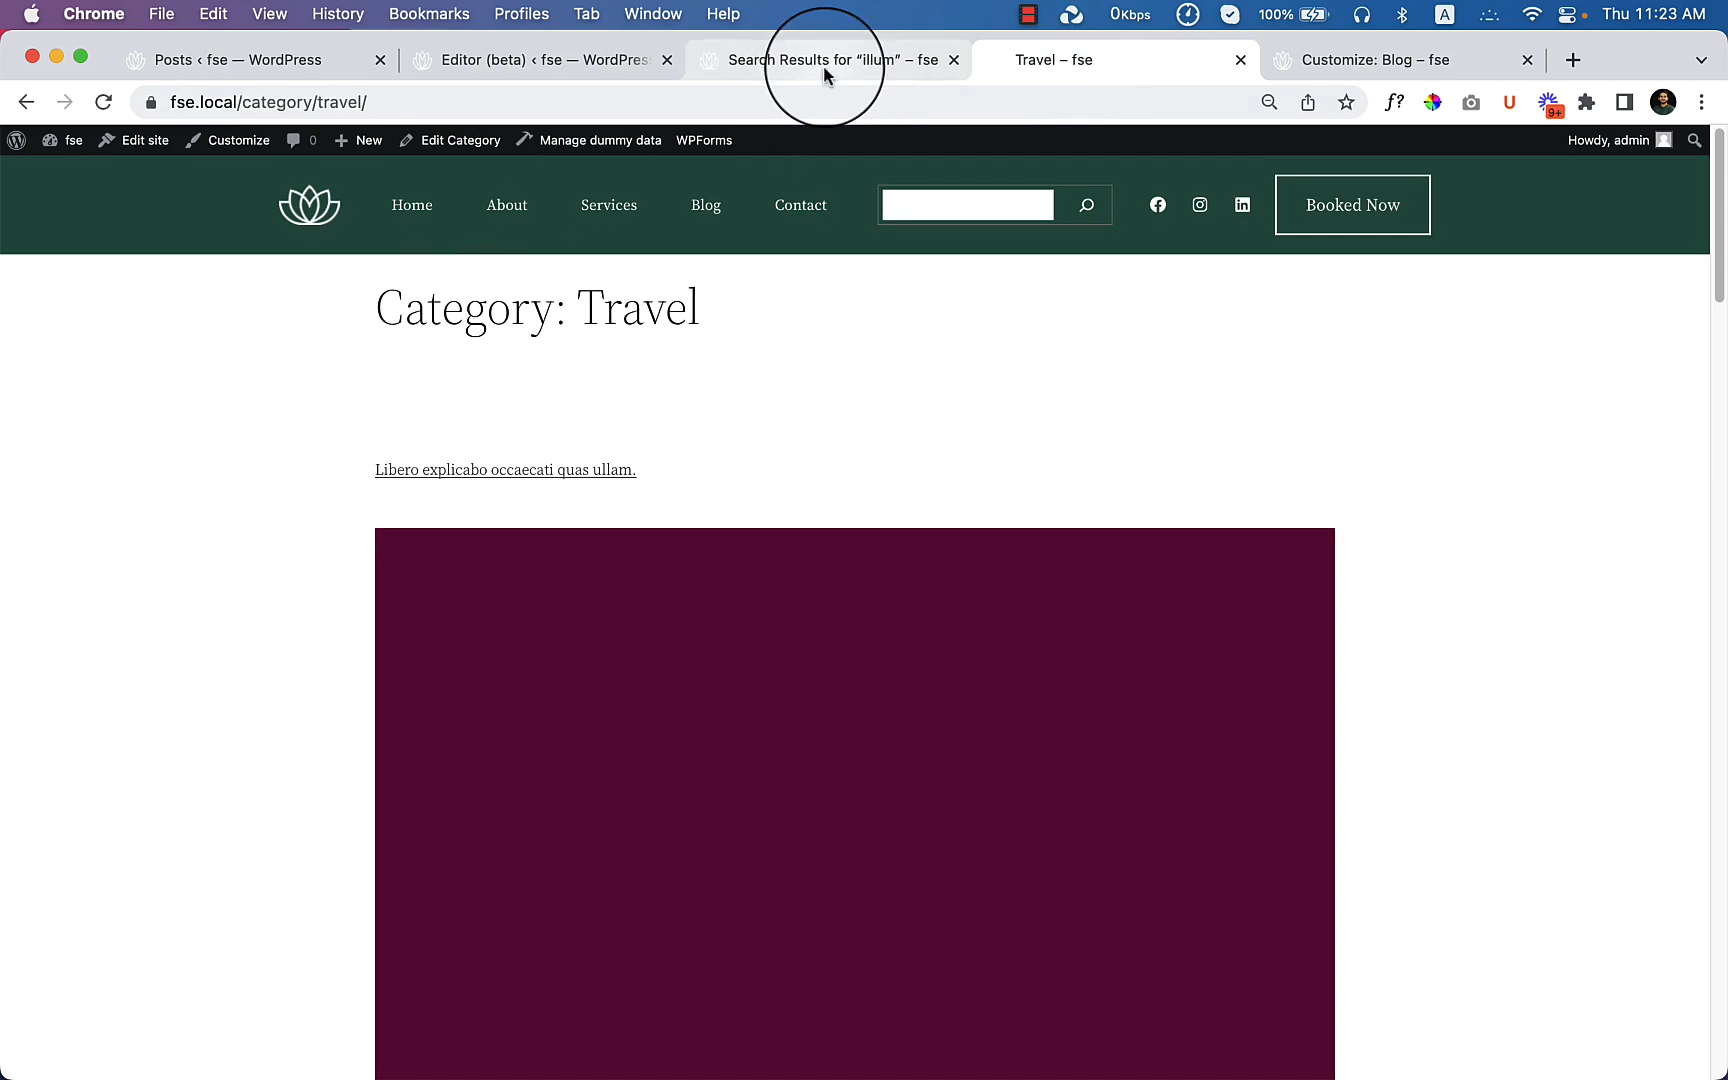 Chrome File Edit View History Bookmarks Profiles Tab Window Help 0Kbps 100% A Thu 11:23 AM
Posts ‹ fse — WordPress Editor (beta) ‹ fse — WordPres Search Results for “illum” – fse Travel – fse Customize: Blog – fse
fse.local/category/travel/ f? U 9+
fse Edit site Customize 0 New Edit Category Manage dummy data WPForms Howdy, admin
Home About Services Blog Contact Booked Now
Category: Travel
Libero explicabo occaecati quas ullam.